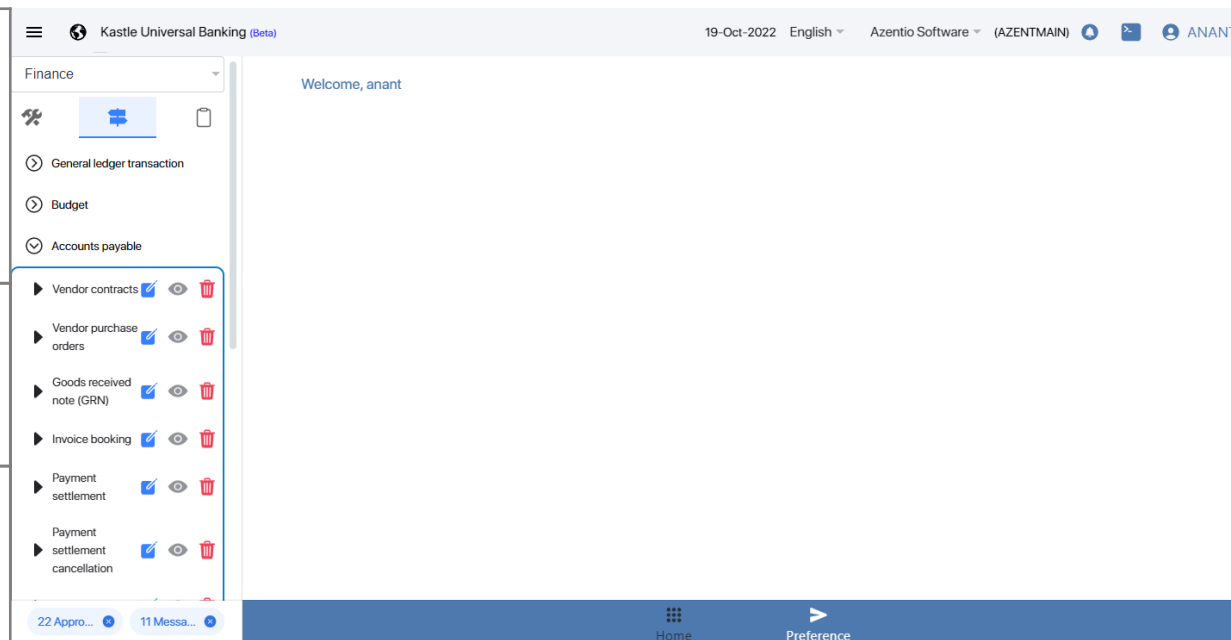 Kastle Universal Banking (Beta)
19-Oct-2022 English Azentio Software (AZENTMAIN) ANANT
Finance
Welcome, anant
General ledger transaction
Budget
Accounts payable
Vendor contracts
Vendor purchase
orders
Goods received
note (GRN)
Invoice booking
Payment
settlement
Payment
settlement
cancellation
22 Appro...
11 Messa...
Home
Preference